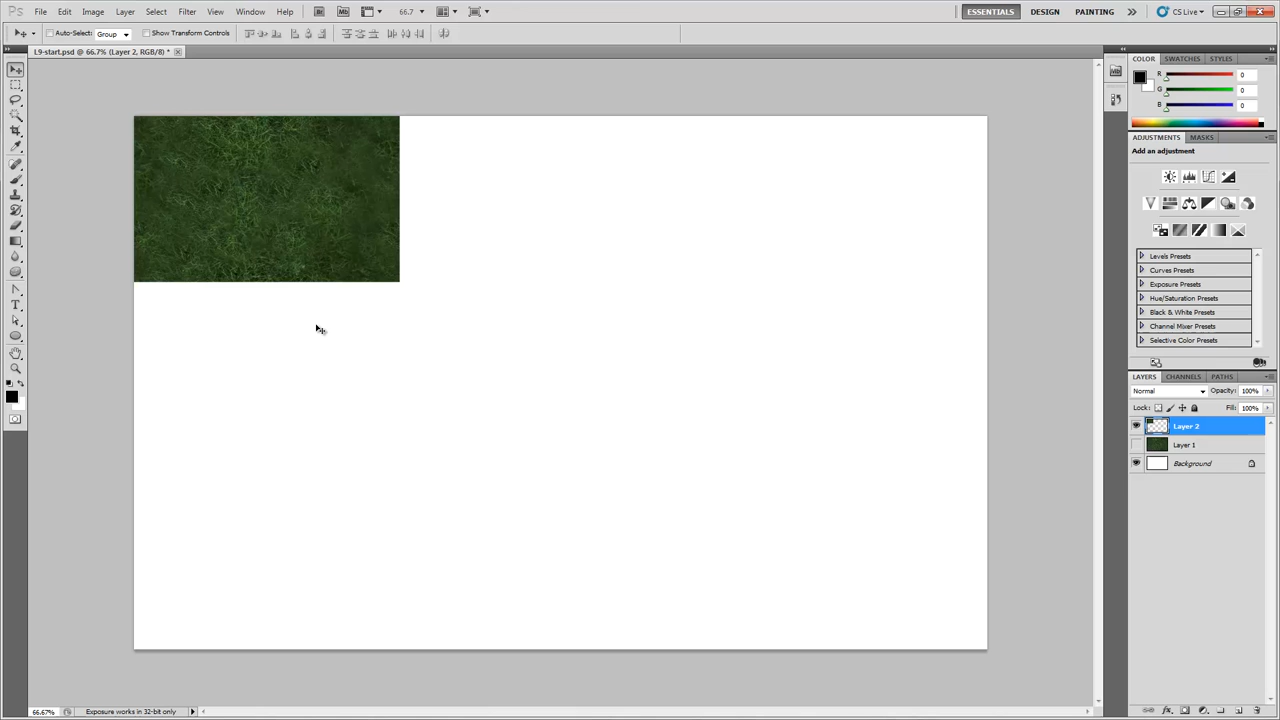 Ps File Edit Image Layer Select Filter View Window Help Mb 66.7 ESSENTIALS DESIGN PAINTING CS Live
Auto-Select: Group Show Transform Controls
L9-start.psd @ 66.7% (Layer 2, RGB/8) *
COLOR SWATCHES STYLES
R 0
G 0
B 0
ADJUSTMENTS MASKS
Add an adjustment
Levels Presets
Curves Presets
Exposure Presets
Hue/Saturation Presets
Black & White Presets
Channel Mixer Presets
Selective Color Presets
LAYERS CHANNELS PATHS
Normal Opacity: 100%
Lock: Fill: 100%
Layer 2
Layer 1
Background
66.67% Exposure works in 32-bit only